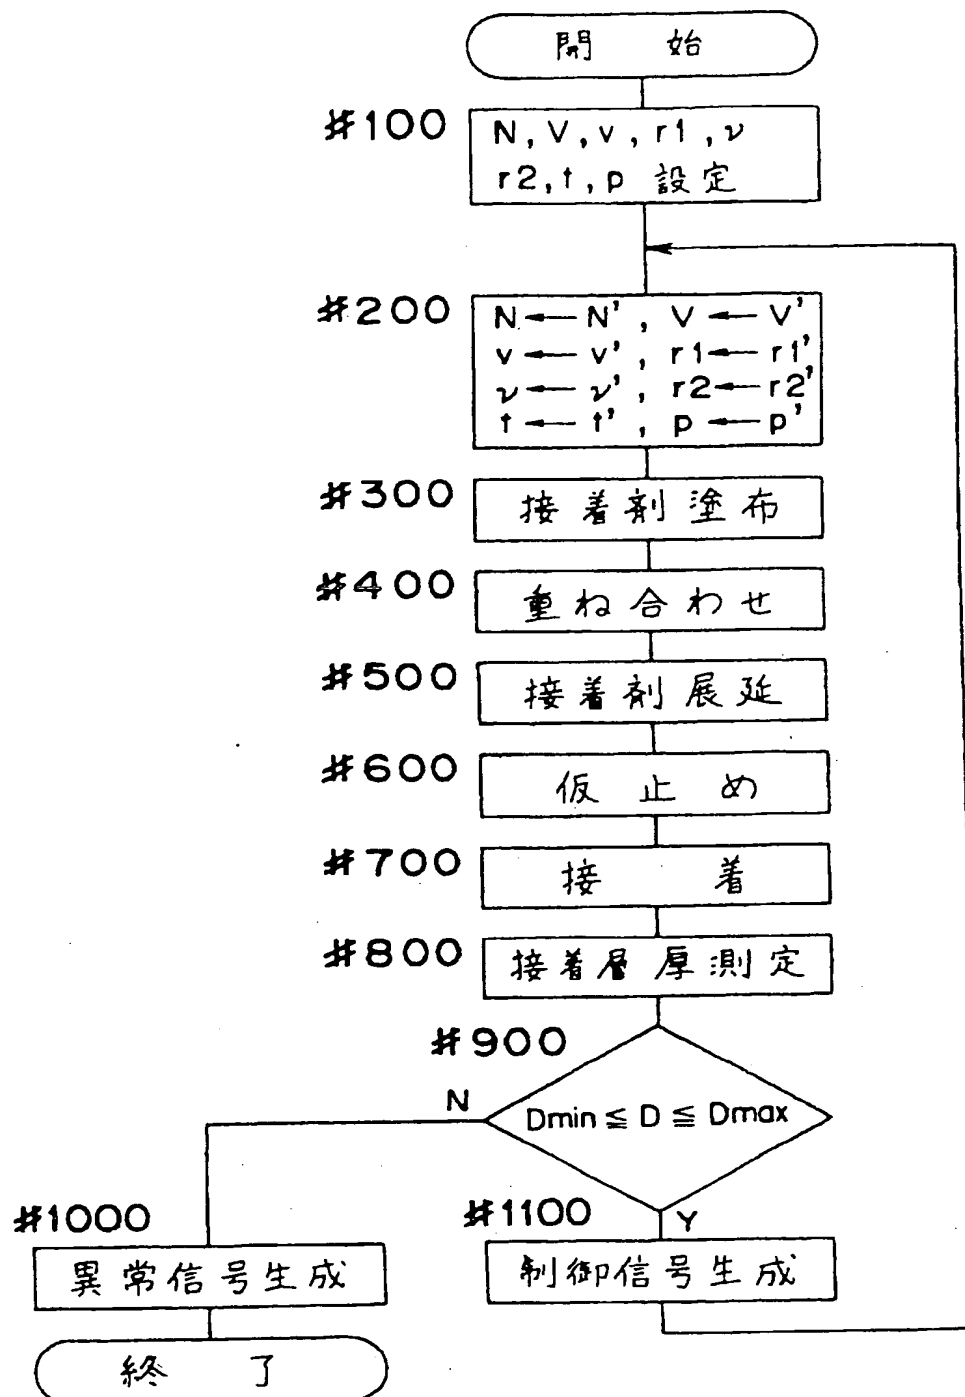 開 始
#100
N, V, v, r1, ν
r2, t, p 設定
#200
N ← N', V ← V'
v ← v', r1 ← r1'
ν ← ν', r2 ← r2'
t ← t', p ← p'
#300
接着剤塗布
#400
重ね合わせ
#500
接着剤展延
#600
仮止め
#700
接 着
#800
接着層厚測定
#900
N
Dmin ≦ D ≦ Dmax
#1000
異常信号生成
#1100
Y
制御信号生成
終 了